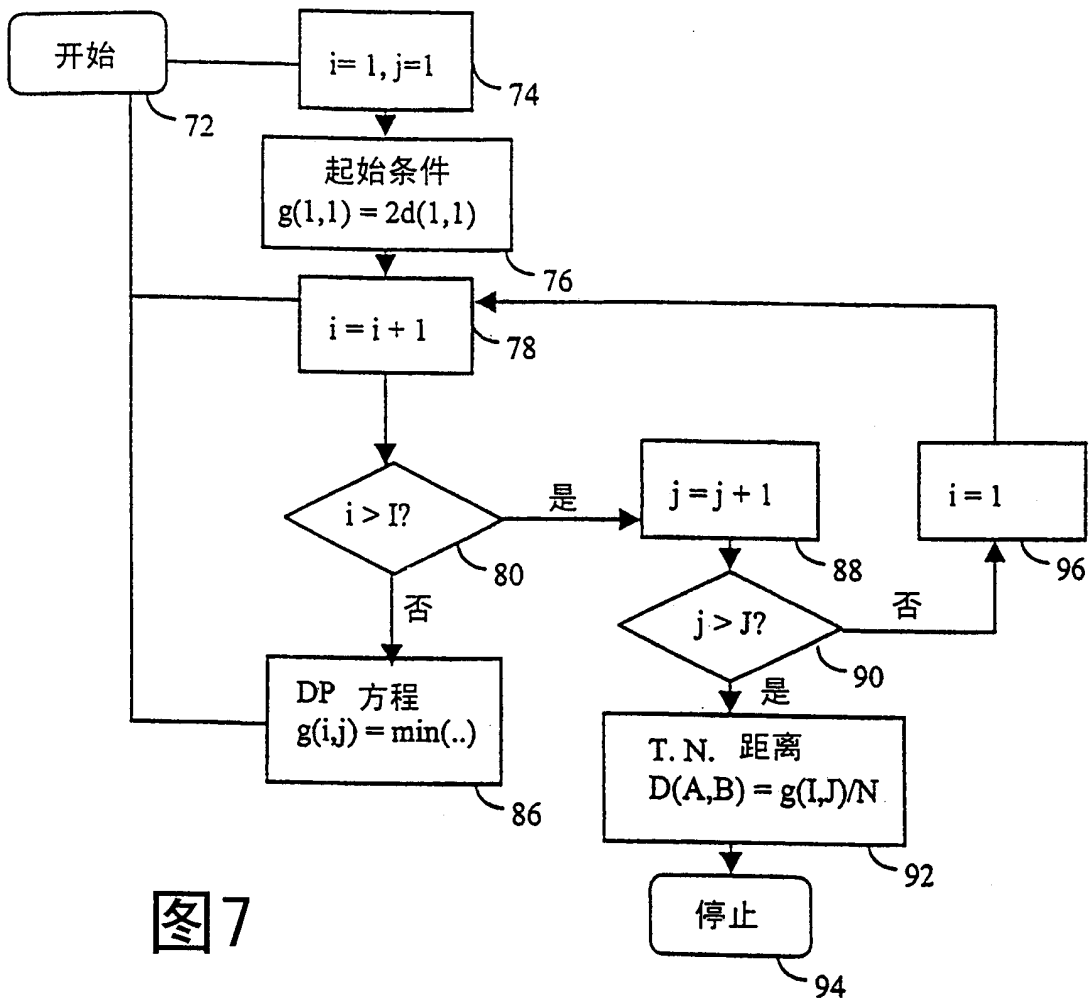 开始
72
i= 1, j=1
74
起始条件
g(1,1) = 2d(1,1)
76
i = i + 1
78
i > I?
80
是
j = j + 1
88
i = 1
96
否
j > J?
90
否
是
DP 方程
g(i,j) = min(..)
86
T. N. 距离
D(A,B) = g(I,J)/N
92
停止
94
图7